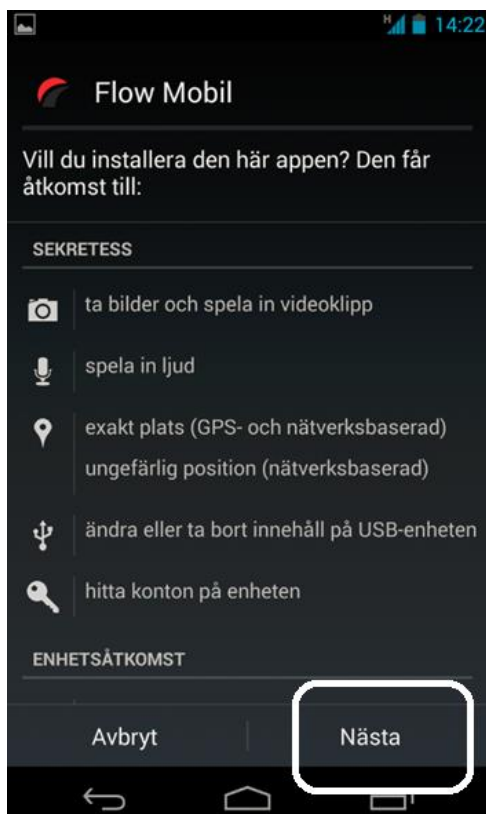 H 14:22
Flow Mobil
Vill du installera den här appen? Den får
åtkomst till:
SEKRETESS
ta bilder och spela in videoklipp
spela in ljud
exakt plats (GPS- och nätverksbaserad)
ungefärlig position (nätverksbaserad)
ändra eller ta bort innehåll på USB-enheten
hitta konton på enheten
ENHETSÅTKOMST
Avbryt Nästa